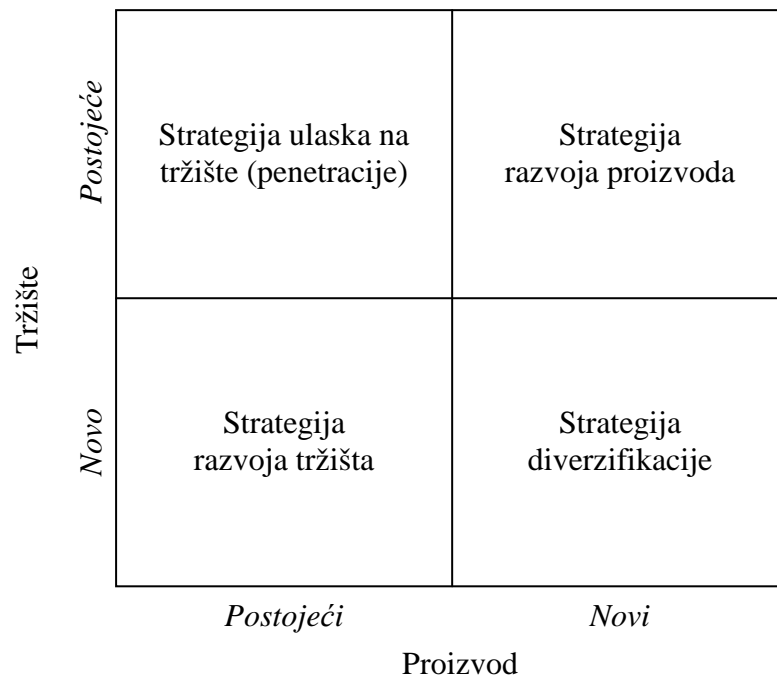 Postojeće
Strategija ulaska na
tržište (penetracije)
Strategija
razvoja proizvoda
Tržište
Novo
Strategija
razvoja tržišta
Strategija
diverzifikacije
Postojeći
Novi
Proizvod